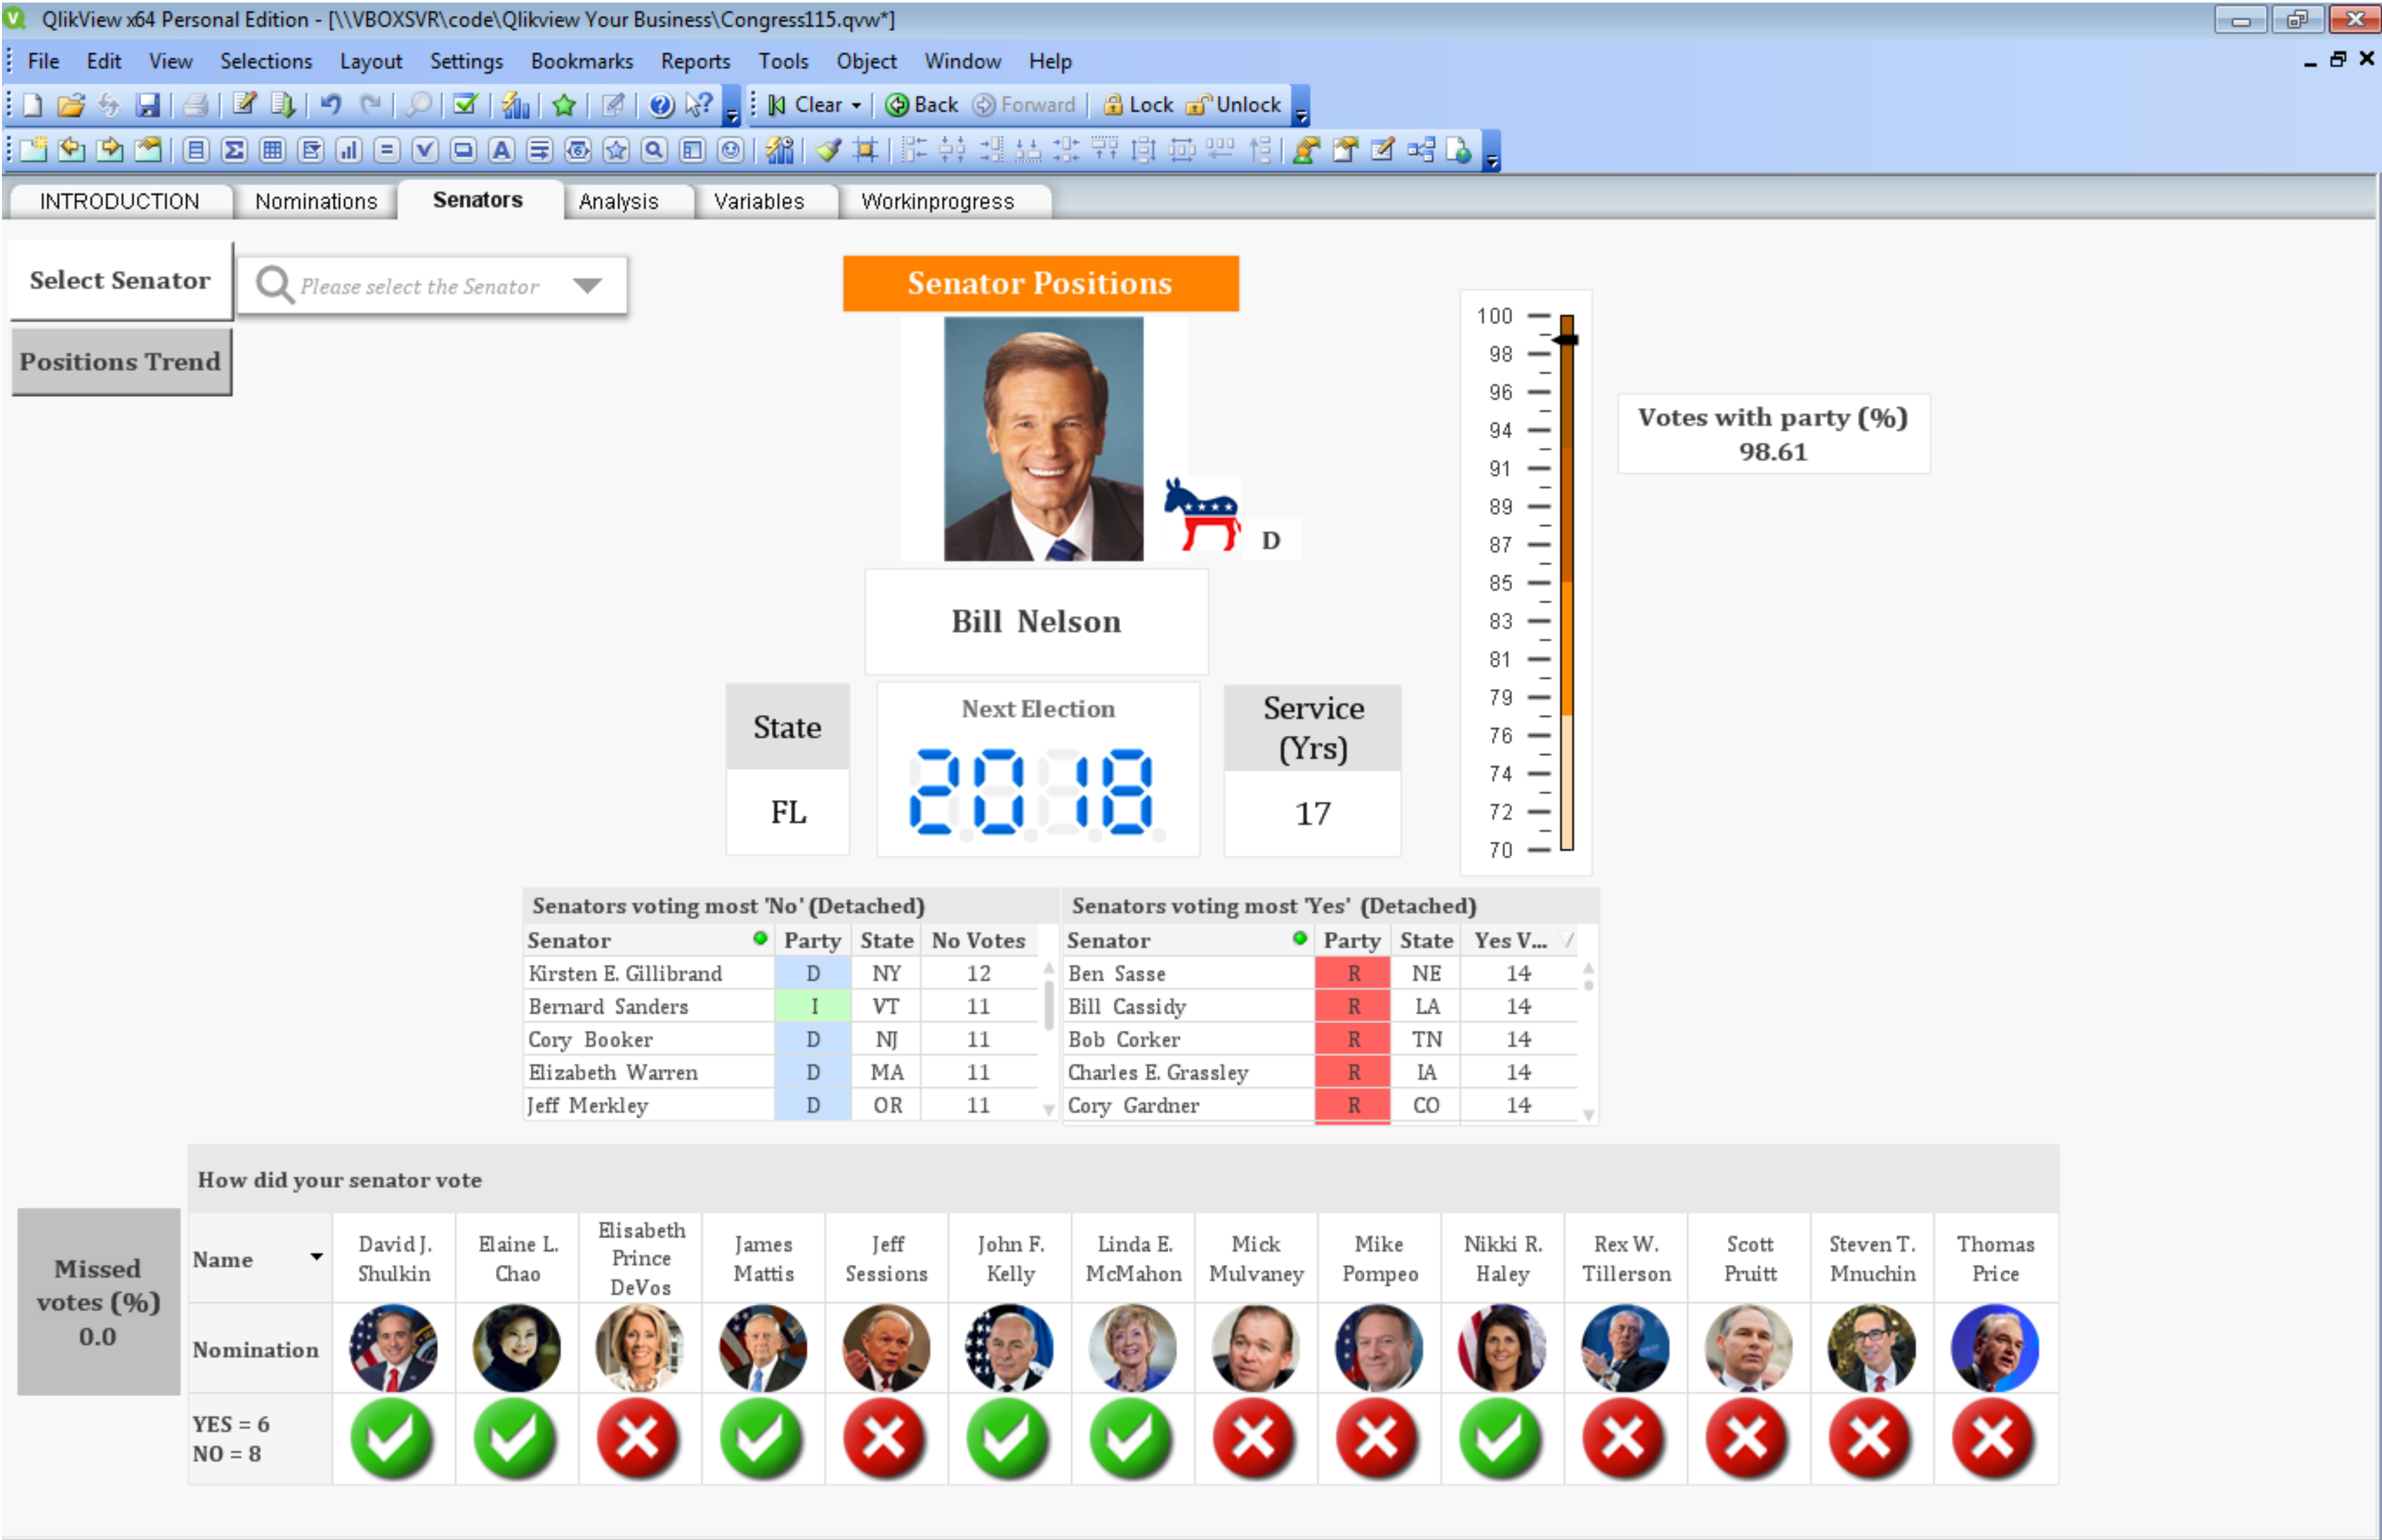 QlikView x64 Personal Edition - [\\VBOXSVR\code\Qlikview Your Business\Congress115.qvw*]
File Edit View Selections Layout Settings Bookmarks Reports Tools Object Window Help
Clear Back Forward Lock Unlock
INTRODUCTION Nominations Senators Analysis Variables Workinprogress
Select Senator
Please select the Senator
Positions Trend
Senator Positions
D
Bill Nelson
State
FL
Next Election
2018
Service
(Yrs)
17
100
98
96
94
91
89
87
85
83
81
79
76
74
72
70
Votes with party (%)
98.61
Senators voting most 'No' (Detached)
Senator Party State No Votes
Kirsten E. Gillibrand D NY 12
Bernard Sanders I VT 11
Cory Booker D NJ 11
Elizabeth Warren D MA 11
Jeff Merkley D OR 11
Senators voting most 'Yes' (Detached)
Senator Party State Yes V...
Ben Sasse R NE 14
Bill Cassidy R LA 14
Bob Corker R TN 14
Charles E. Grassley R IA 14
Cory Gardner R CO 14
Missed
votes (%)
0.0
How did your senator vote
Name
David J.
Shulkin
Elaine L.
Chao
Elisabeth
Prince
DeVos
James
Mattis
Jeff
Sessions
John F.
Kelly
Linda E.
McMahon
Mick
Mulvaney
Mike
Pompeo
Nikki R.
Haley
Rex W.
Tillerson
Scott
Pruitt
Steven T.
Mnuchin
Thomas
Price
Nomination
YES = 6
NO = 8